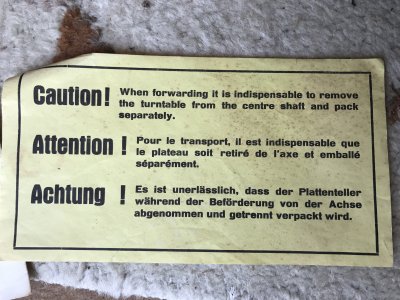 Caution! When forwarding it is indispensable to remove
the turntable from the centre shaft and pack
separately.
Attention ! Pour le transport, il est indispensable que
le plateau soit retiré de l'axe et emballé
séparément.
Achtung ! Es ist unerlässlich, dass der Plattenteller
während der Beförderung von der Achse
abgenommen und getrennt verpackt wird.